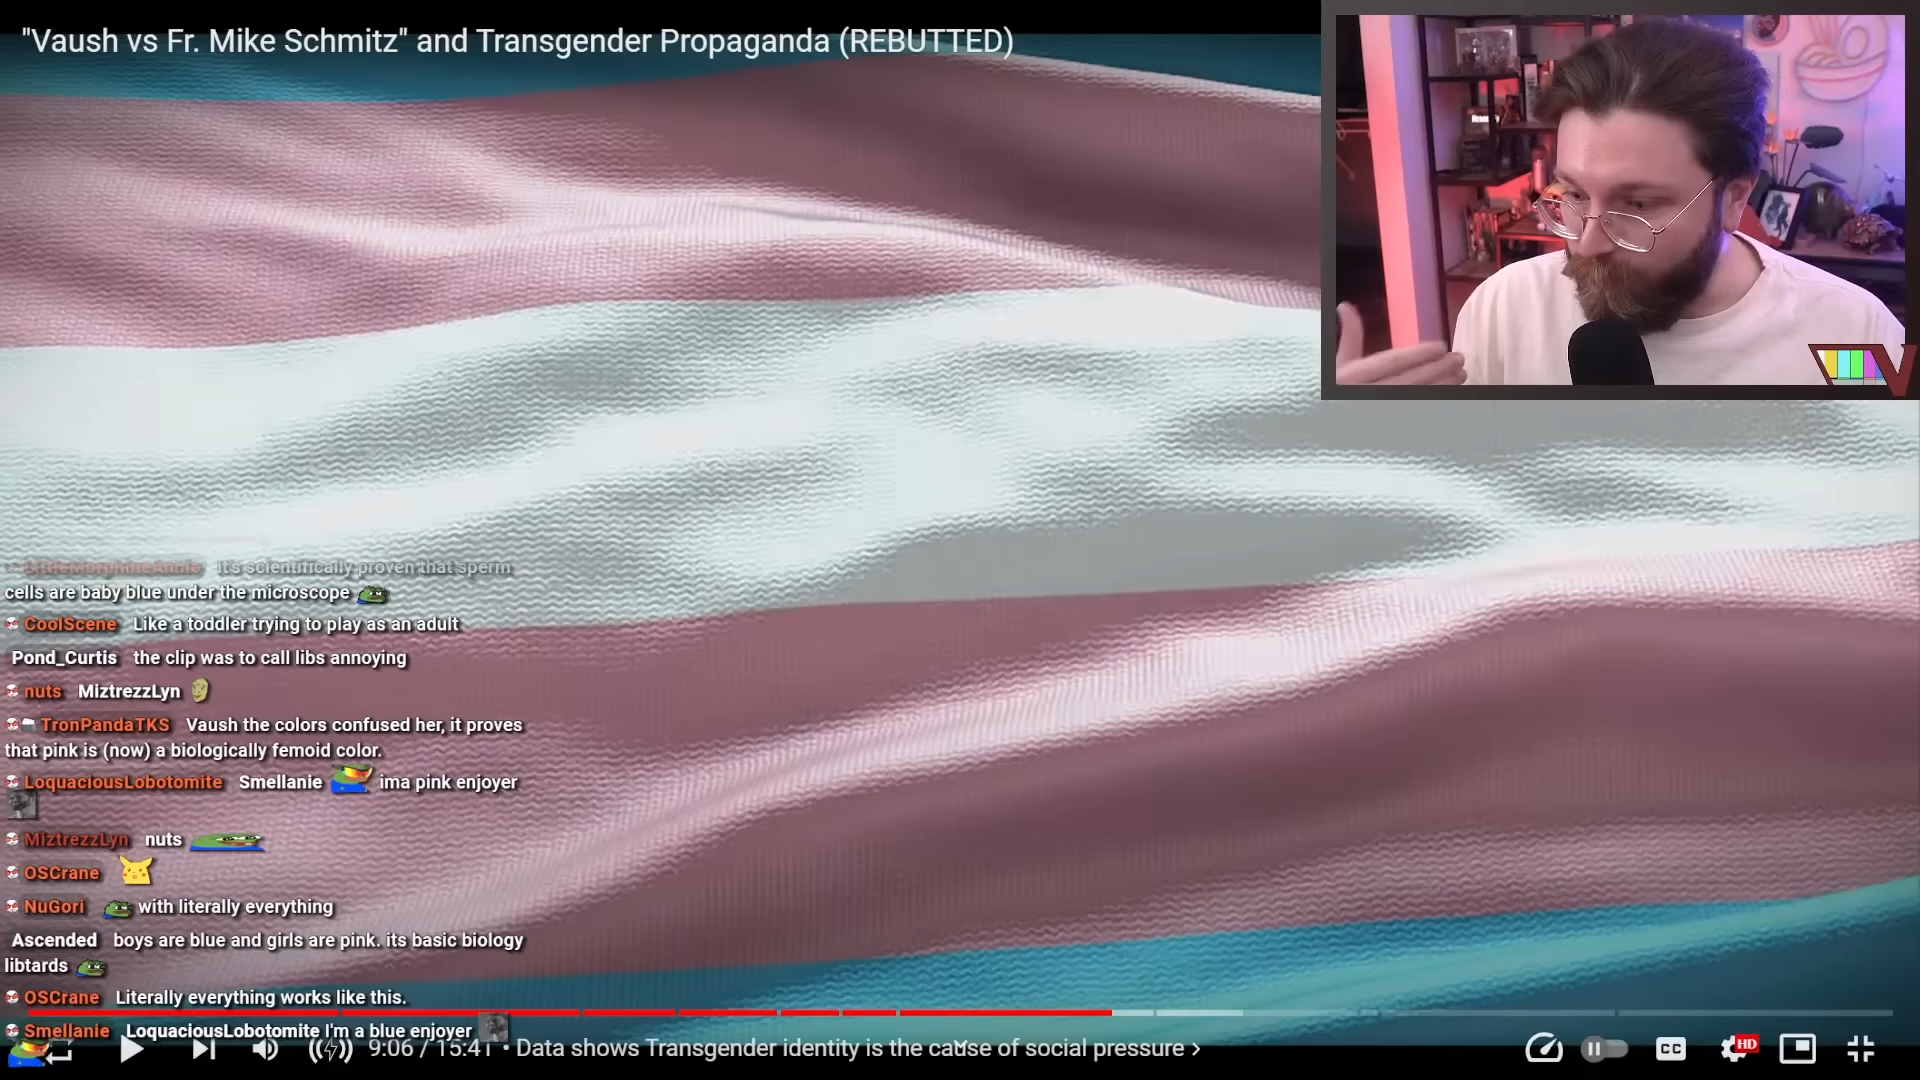 "Vaush vs Fr. Mike Schmitz" and Transgender Propaganda (REBUTTED)
LittleMorphineAnnie It's scientifically proven that sperm
cells are baby blue under the microscope
CoolScene Like a toddler trying to play as an adult
Pond_Curtis the clip was to call libs annoying
nuts MiztrezzLyn
TronPandaTKS Vaush the colors confused her, it proves
that pink is (now) a biologically femoid color.
LoquaciousLobotomite Smellanie ima pink enjoyer
MiztrezzLyn nuts
OSCrane
NuGori with literally everything
Ascended boys are blue and girls are pink. its basic biology
libtards
OSCrane Literally everything works like this.
Smellanie LoquaciousLobotomite I'm a blue enjoyer
9:06 / 15:41 • Data shows Transgender identity is the cause of social pressure ›
CC
HD